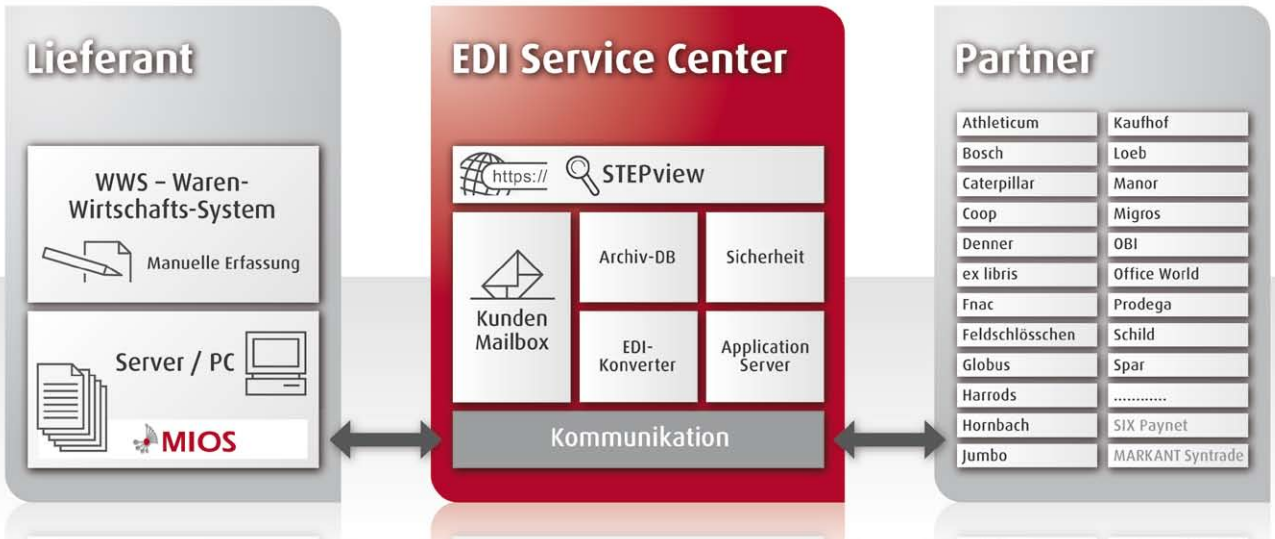 Lieferant
WWS – Waren-
Wirtschafts-System
Manuelle Erfassung
Server / PC
MIOS
EDI Service Center
https://
STEPview
Kunden
Mailbox
Archiv-DB
Sicherheit
EDI-
Konverter
Application
Server
Kommunikation
Partner
Athleticum
Bosch
Caterpillar
Coop
Denner
ex libris
Fnac
Feldschlösschen
Globus
Harrods
Hornbach
Jumbo
Kaufhof
Loeb
Manor
Migros
OBI
Office World
Prodega
Schild
Spar
............
SIX Paynet
MARKANT Syntrade